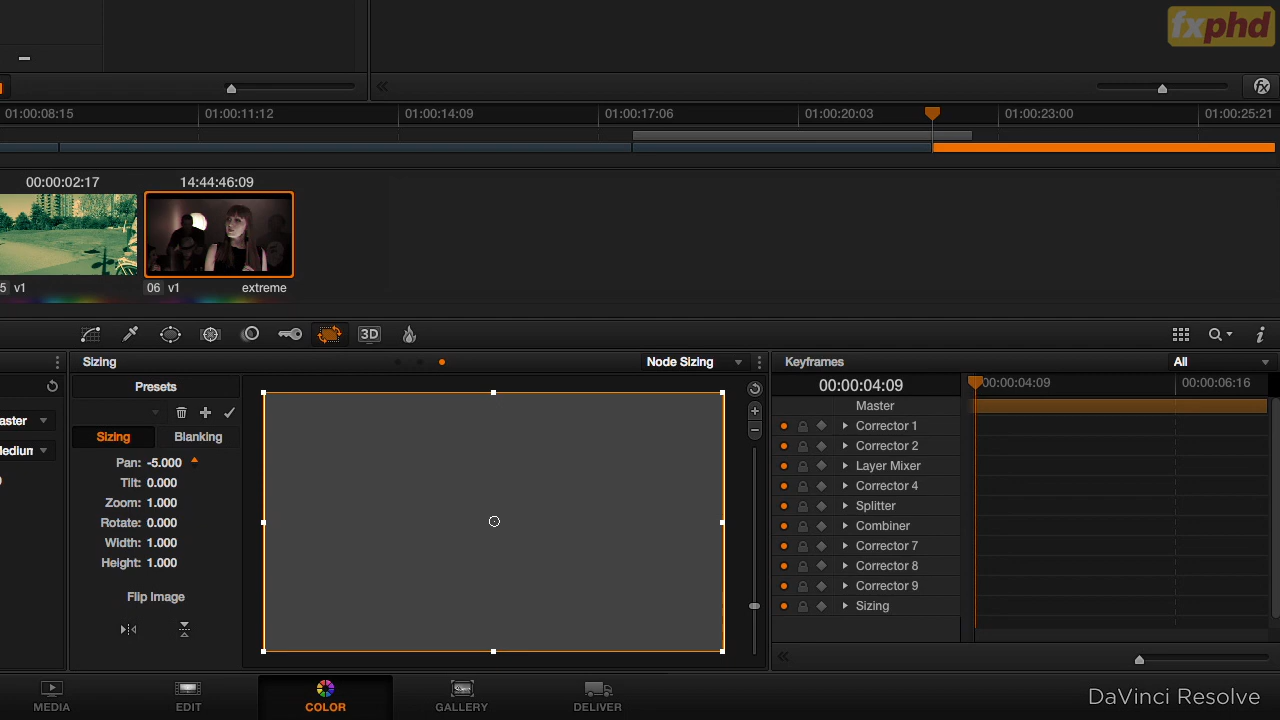 fxphd
01:00:08:15 01:00:11:12 01:00:14:09 01:00:17:06 01:00:20:03 01:00:23:00 01:00:25:21
00:00:02:17 14:44:46:09
5 v1 06 v1 extreme
3D
Sizing Node Sizing Keyframes All
Presets 00:00:04:09 00:00:04:09 00:00:06:16
Master
aster Sizing Blanking Corrector 1
Medium Pan: -5.000 Corrector 2
Tilt: 0.000 Layer Mixer
Zoom: 1.000 Corrector 4
Rotate: 0.000 Splitter
Width: 1.000 Combiner
Height: 1.000 Corrector 7
Corrector 8
Flip Image Corrector 9
Sizing
MEDIA EDIT COLOR GALLERY DELIVER
DaVinci Resolve